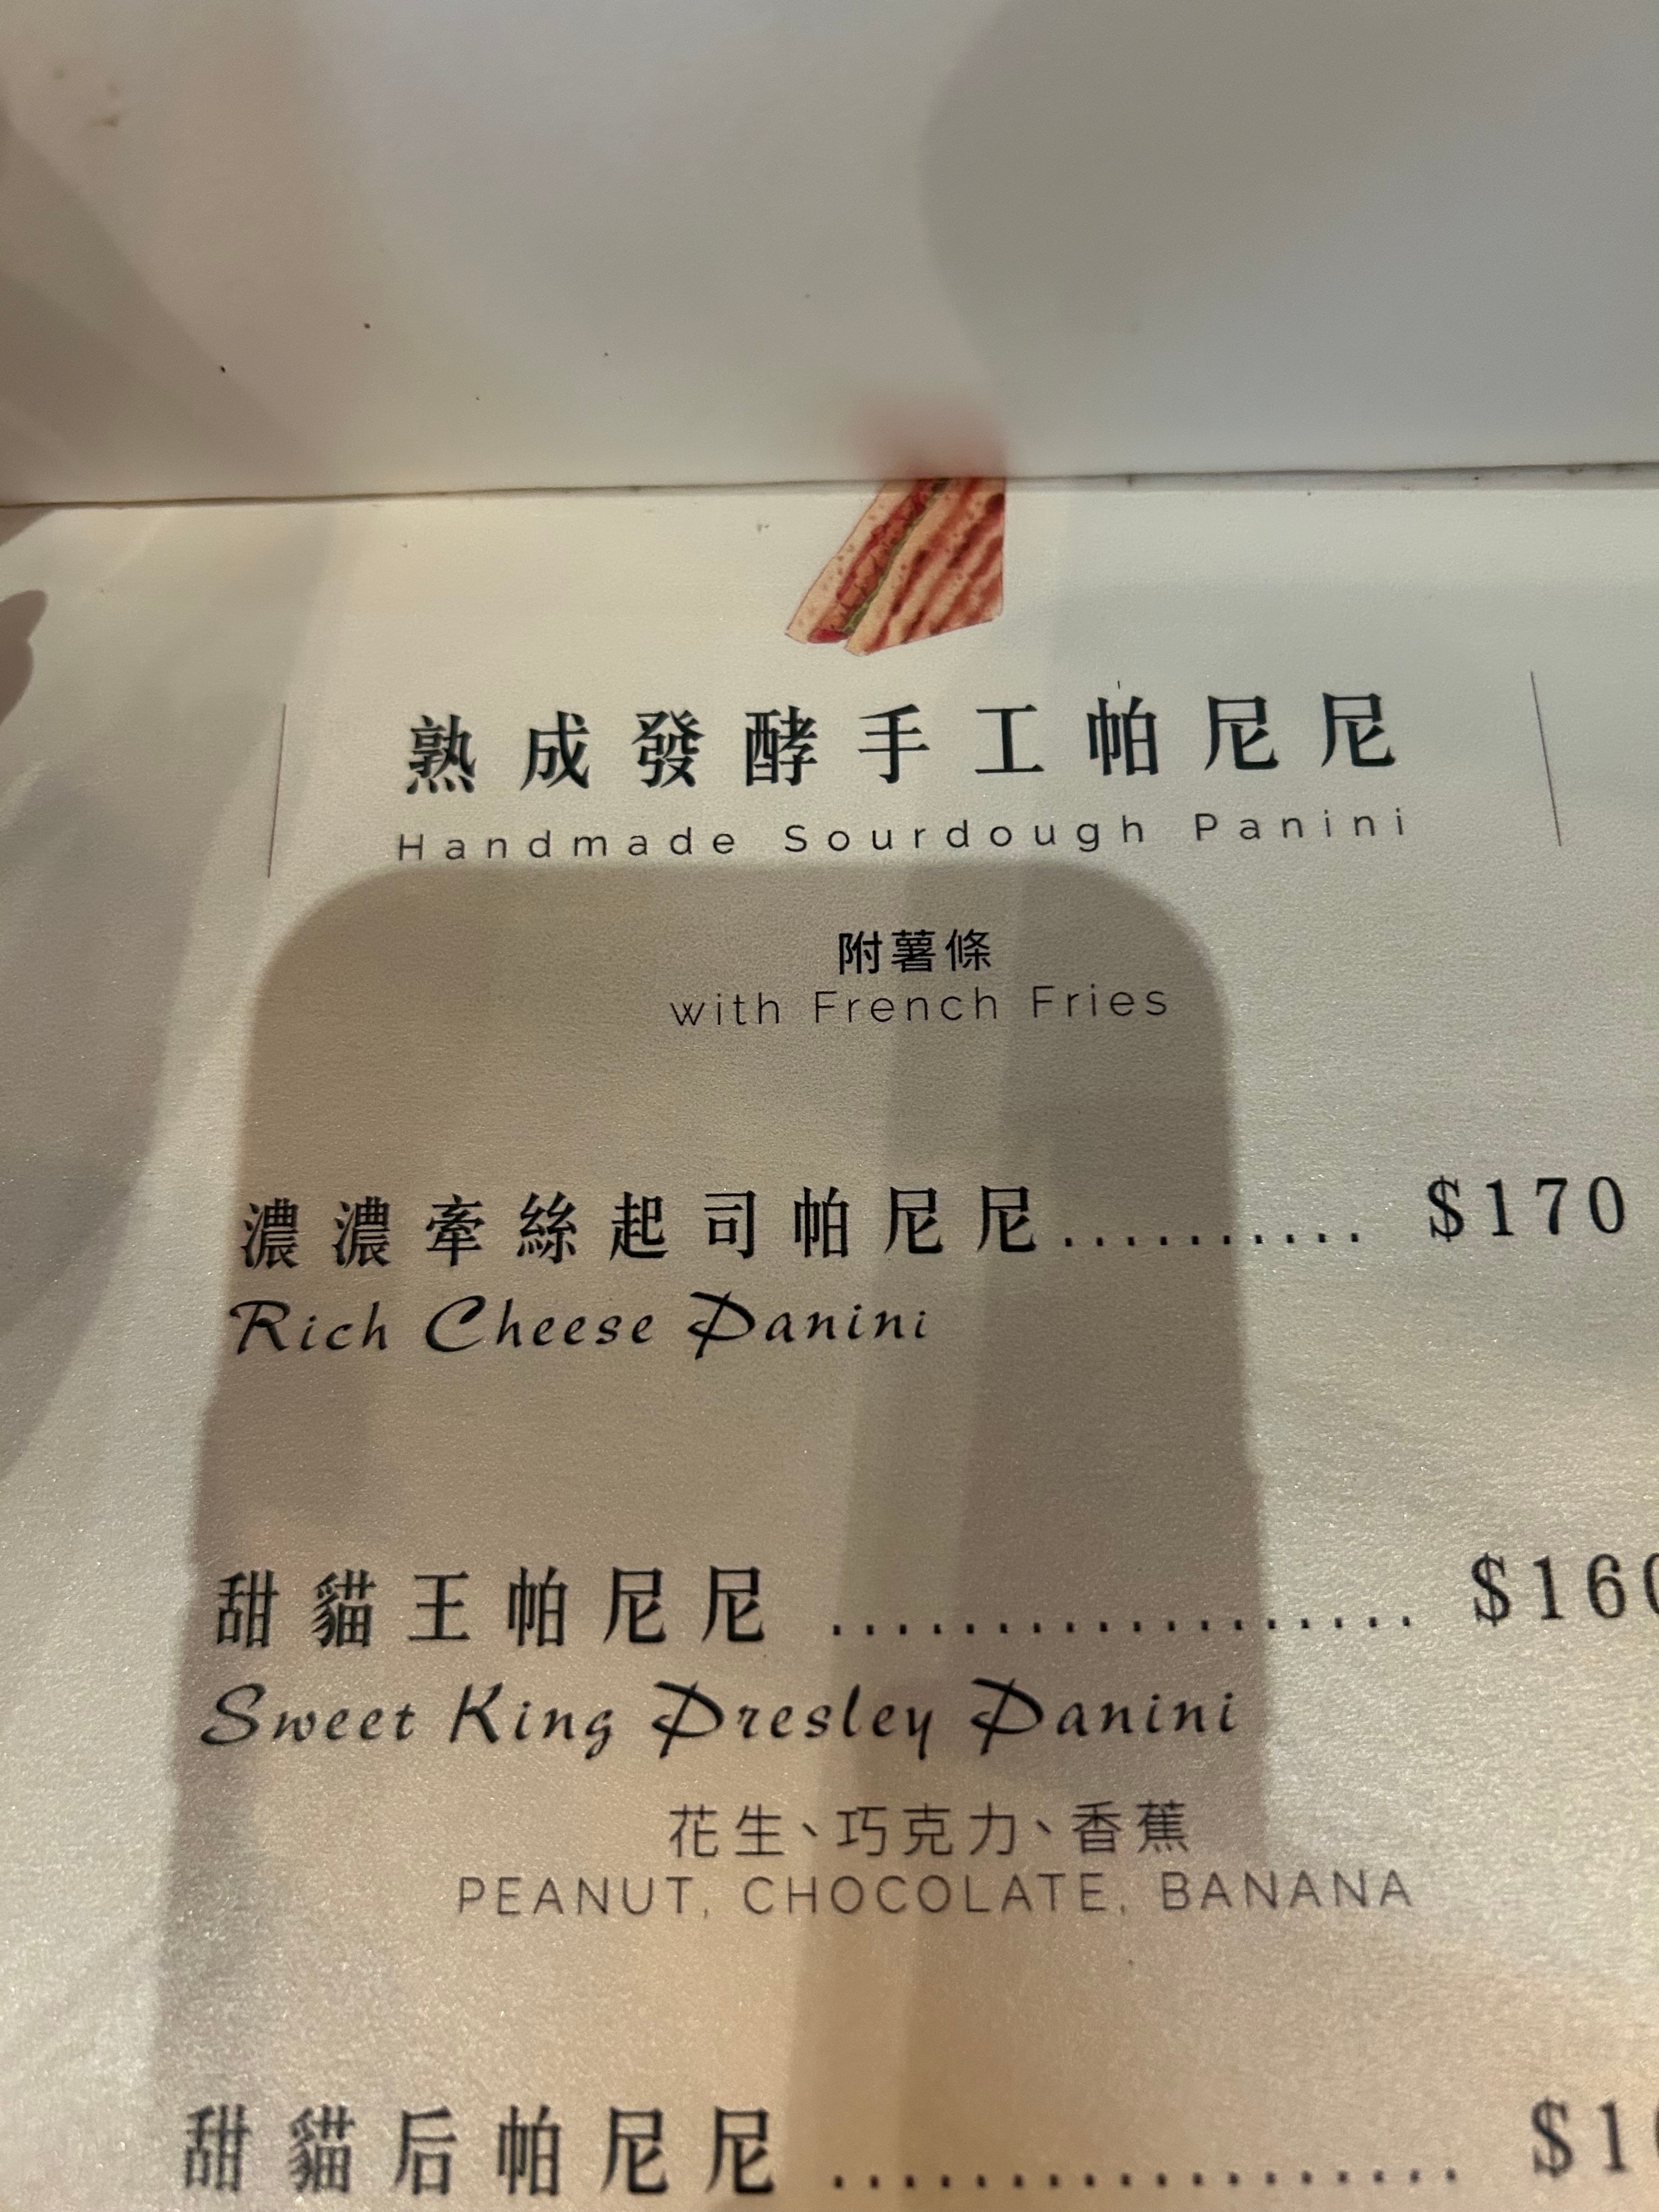 熟成發酵手工帕尼尼
Handmade Sourdough Panini
附薯條
with French Fries
濃濃牽絲起司帕尼尼.......... $170
Rich Cheese Panini
甜貓王帕尼尼 .................. $160
Sweet King Presley Panini
花生、巧克力、香蕉
PEANUT, CHOCOLATE, BANANA
甜貓后帕尼尼 ...................